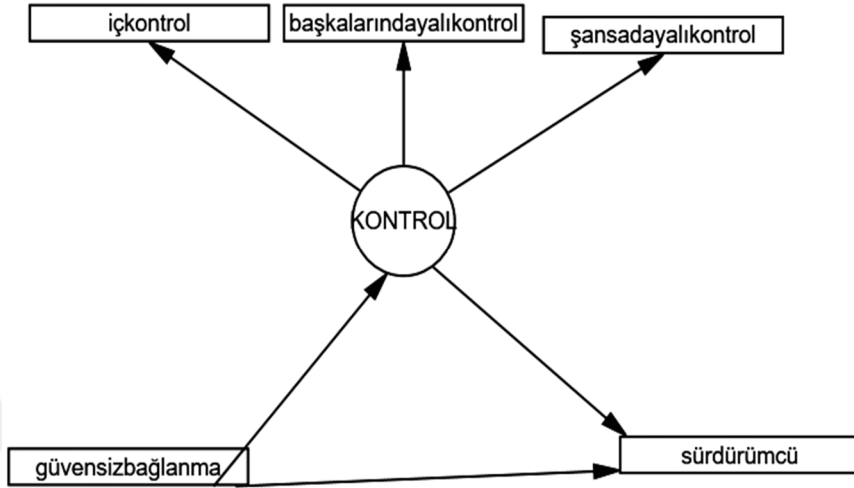 içkontrol
başkalarındayalıkontrol
şansadayalıkontrol
KONTROL
güvensizbağlanma
sürdürümcü